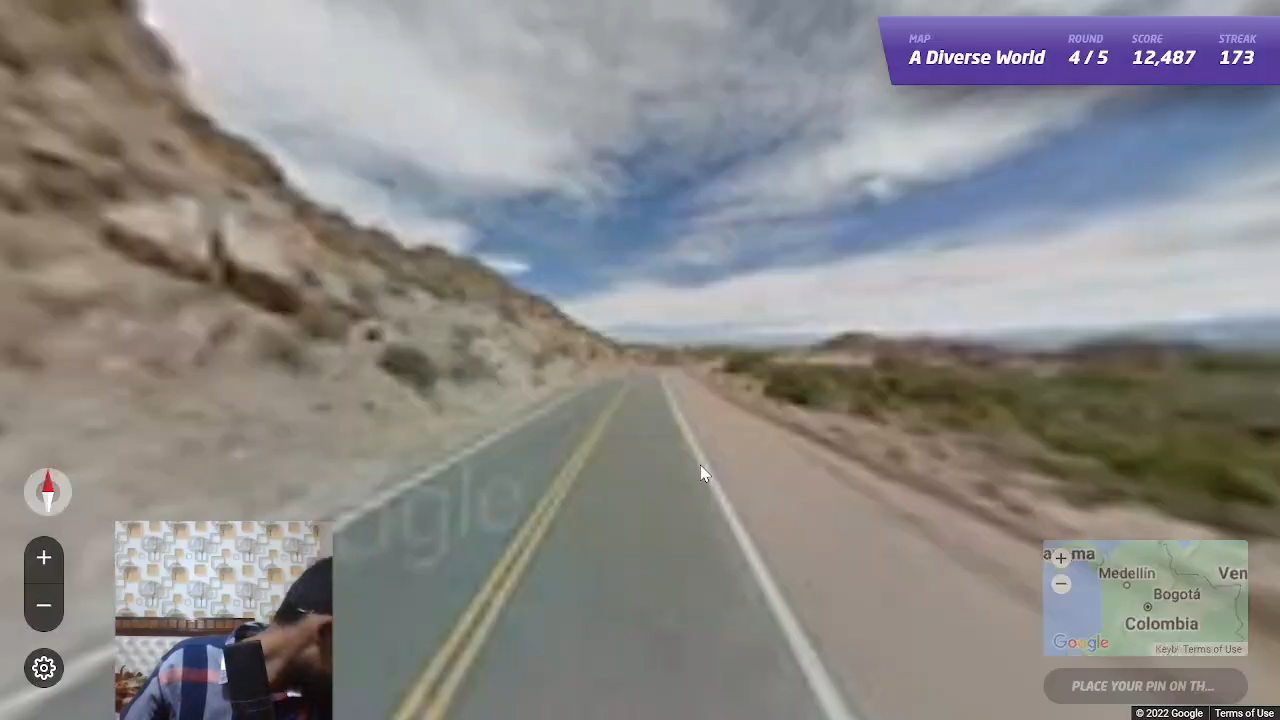 MAP
A Diverse World
ROUND
4 / 5
SCORE
12,487
STREAK
173
ma
Medellín
Ven
Bogotá
Colombia
Google
Terms of Use
PLACE YOUR PIN ON TH...
© 2022 Google
Terms of Use